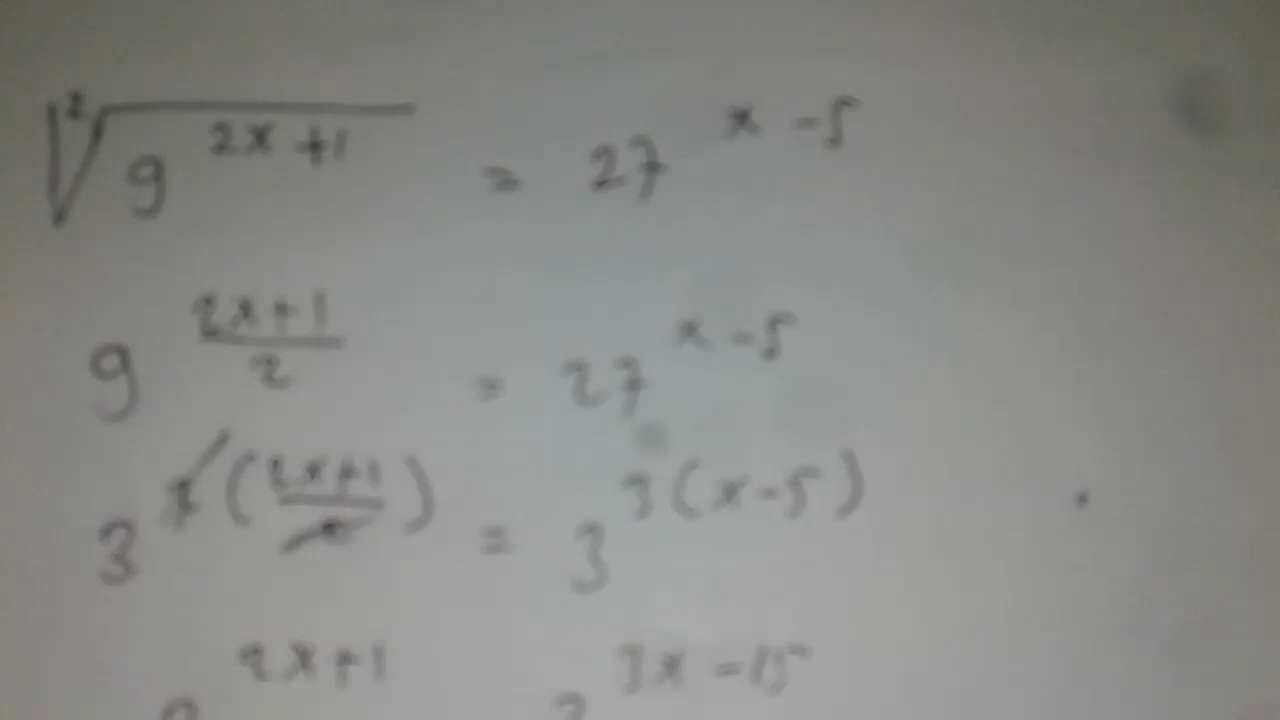 ²√9^(2x+1) = 27^(x-5)
9^((2x+1)/2) = 27^(x-5)
3^(2((2x+1)/2)) = 3^(3(x-5))
3^(2x+1) 3^(3x-15)